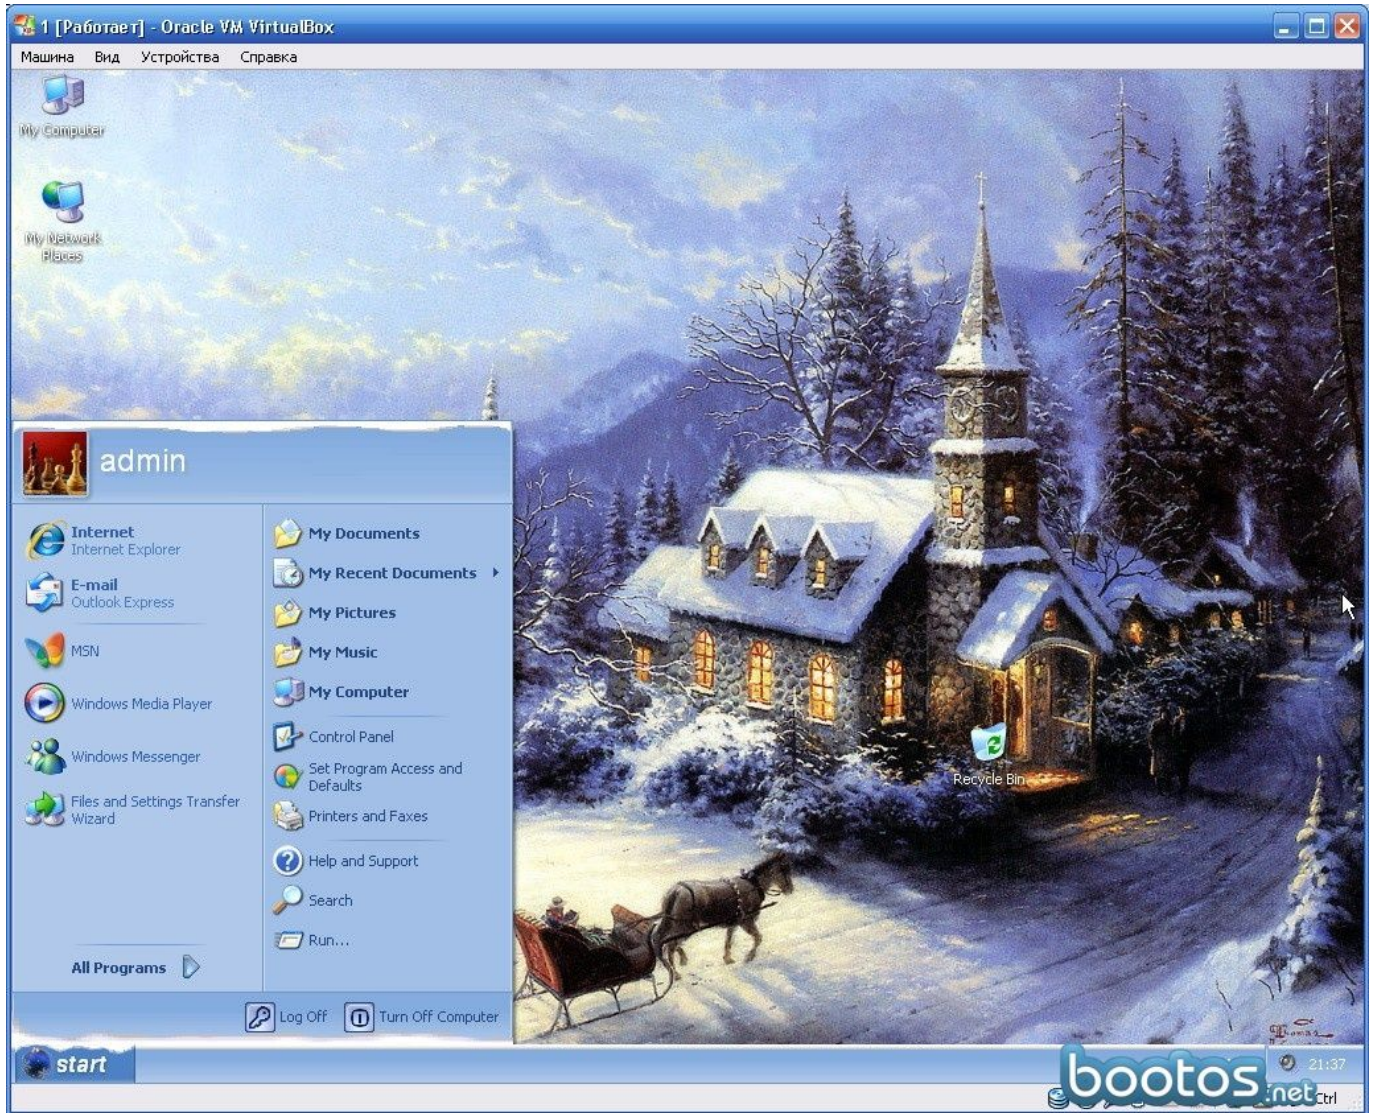 1 [Работает] - Oracle VM VirtualBox
Машина Вид Устройства Справка
My Computer
My Network
Places
admin
Internet
Internet Explorer
E-mail
Outlook Express
MSN
Windows Media Player
Windows Messenger
Files and Settings Transfer
Wizard
All Programs
My Documents
My Recent Documents
My Pictures
My Music
My Computer
Control Panel
Set Program Access and
Defaults
Printers and Faxes
Help and Support
Search
Run...
Log Off Turn Off Computer
Recycle Bin
Thomas
start
21:37
bootos.net
Ctrl